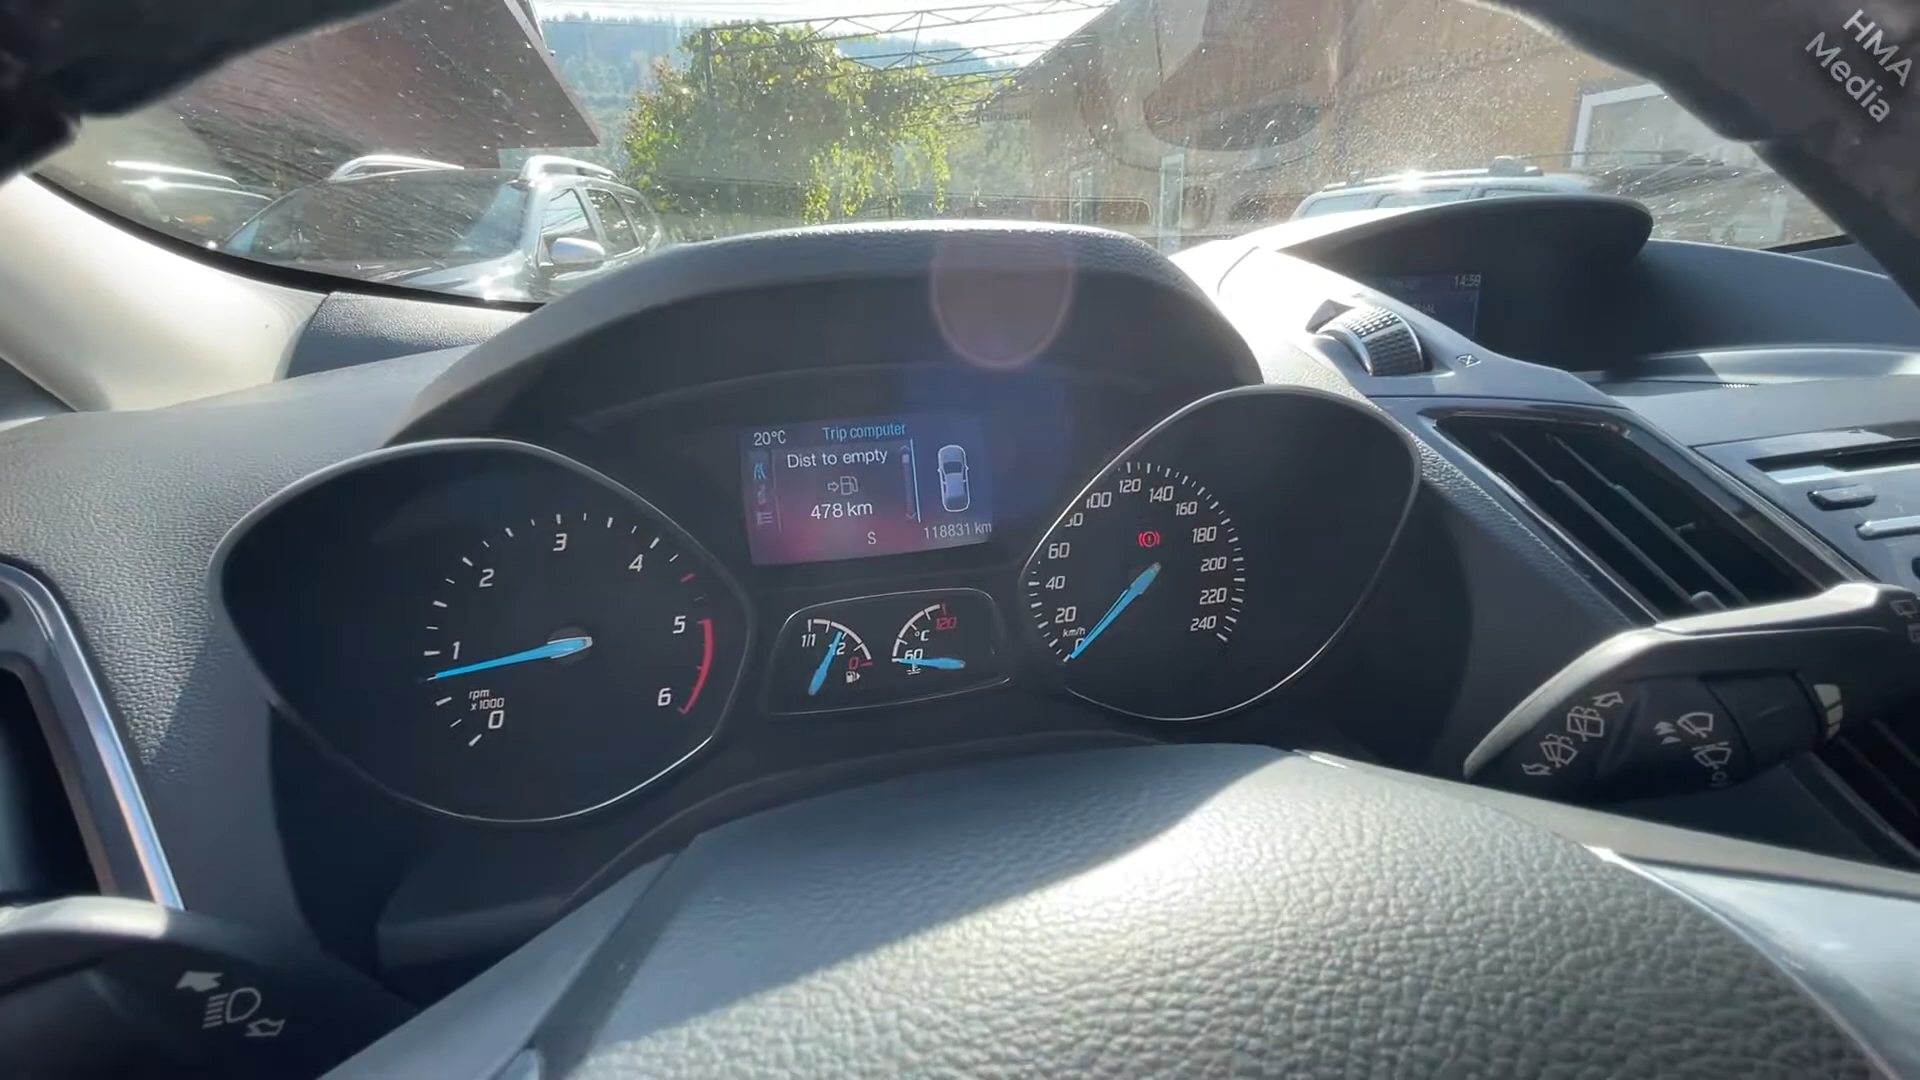 HMA
Media
14:59
20°C Trip computer
Dist to empty
478 km
S 118831 km
0 1 2 3 4 5 6
rpm
x1000
1/1 1/2 0
°C
60 120
20 40 60 100 120 140 160 180 200 220 240
km/h